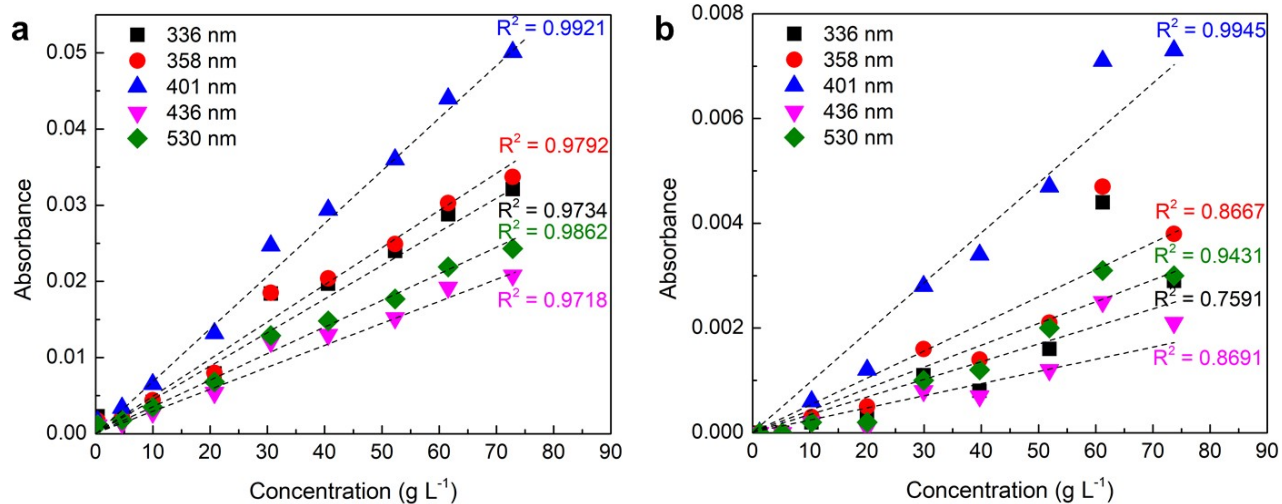 a
336 nm
358 nm
401 nm
436 nm
530 nm
R² = 0.9921
R² = 0.9792
R² = 0.9734
R² = 0.9862
R² = 0.9718
0.05
0.04
0.03
0.02
0.01
0.00
Absorbance
0 10 20 30 40 50 60 70 80 90
Concentration (g L⁻¹)
b
336 nm
358 nm
401 nm
436 nm
530 nm
R² = 0.9945
R² = 0.8667
R² = 0.9431
R² = 0.7591
R² = 0.8691
0.008
0.006
0.004
0.002
0.000
Absorbance
0 10 20 30 40 50 60 70 80 90
Concentration (g L⁻¹)